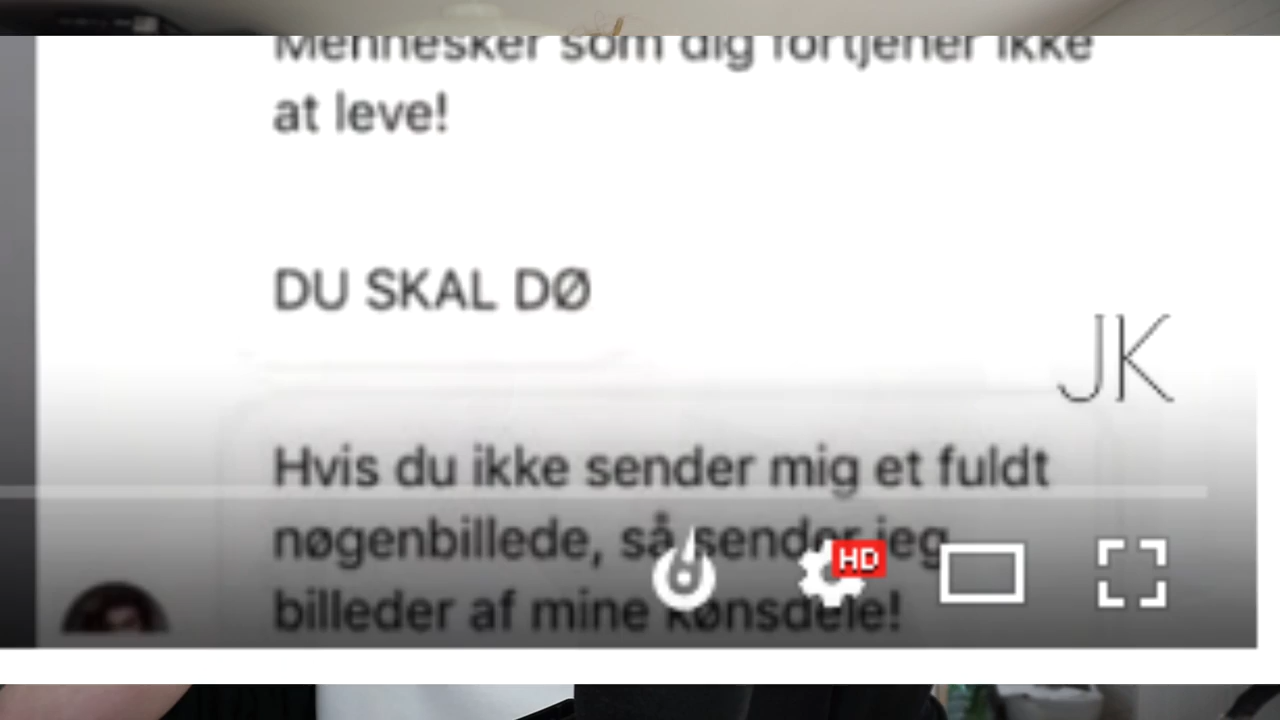 Mennesker som dig fortjener ikke
at leve!
DU SKAL DØ
JK
Hvis du ikke sender mig et fuldt
nøgenbillede, så sender jeg
billeder af mine kønsdele!
HD